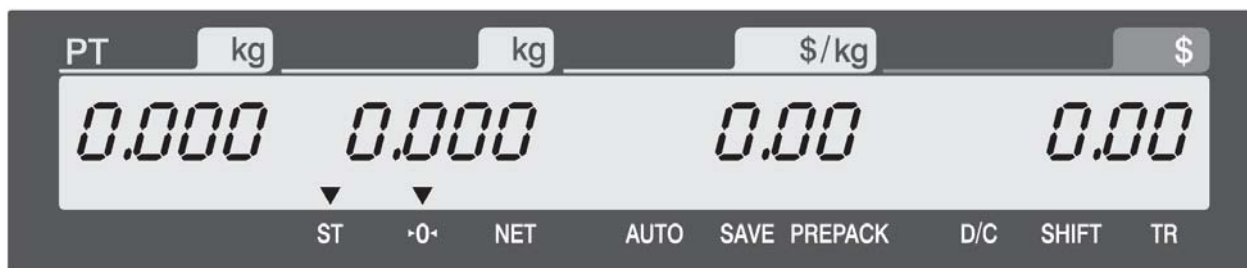 PT kg kg $/kg $
0.000 0.000 0.00 0.00
ST ▸0◂ NET AUTO SAVE PREPACK D/C SHIFT TR